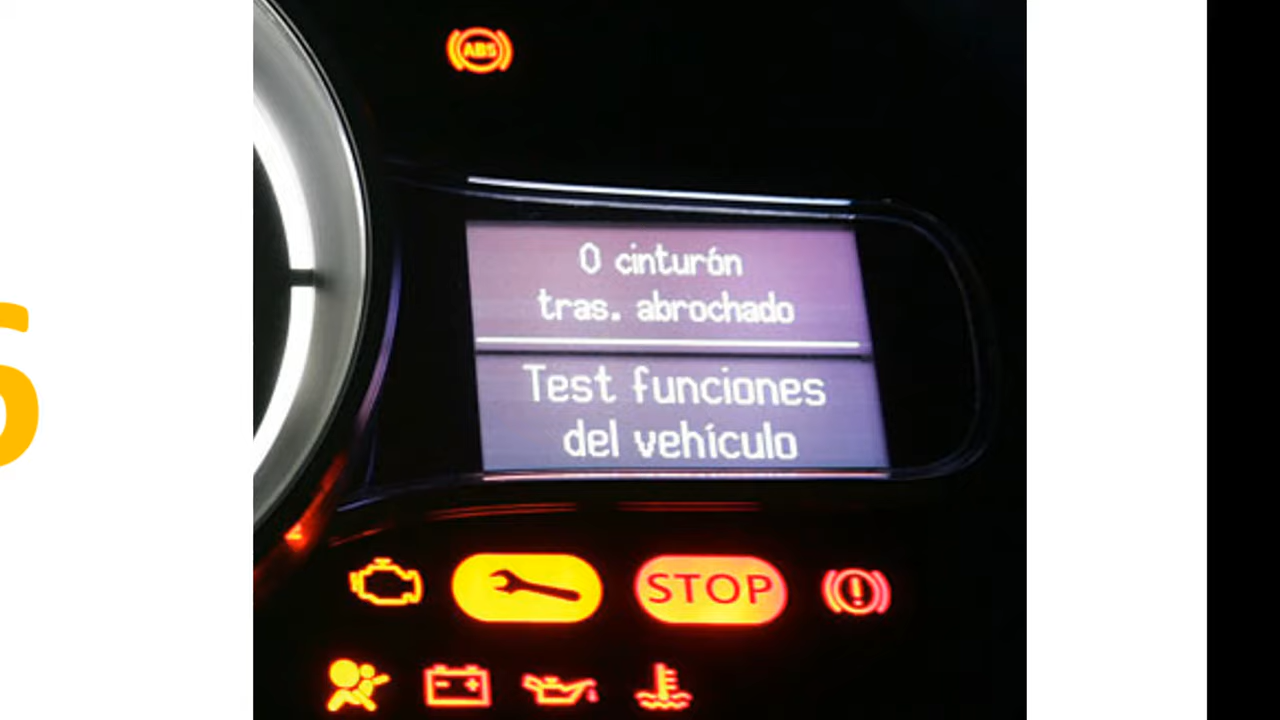 ABS
0 cinturón
tras. abrochado
Test funciones
del vehículo
STOP